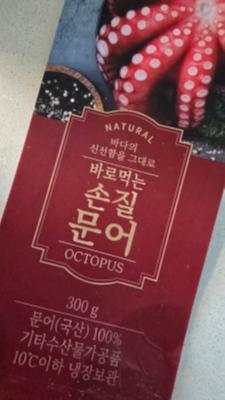 NATURAL
바다의
신선함을 그대로
바로먹는
손질
문어
OCTOPUS
300 g
문어(국산) 100%
기타수산물가공품
10℃이하 냉장보관